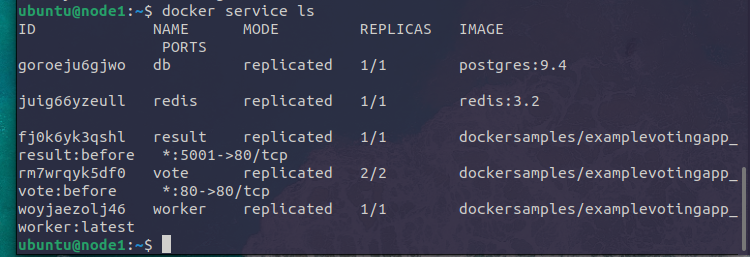 ubuntu@node1:~$ docker service ls
ID NAME MODE REPLICAS IMAGE
PORTS
goroeju6gjwo db replicated 1/1 postgres:9.4
juig66yzeull redis replicated 1/1 redis:3.2
fj0k6yk3qshl result replicated 1/1 dockersamples/examplevotingapp_
result:before *:5001->80/tcp
rm7wrqyk5df0 vote replicated 2/2 dockersamples/examplevotingapp_
vote:before *:80->80/tcp
woyjaezolj46 worker replicated 1/1 dockersamples/examplevotingapp_
worker:latest
ubuntu@node1:~$